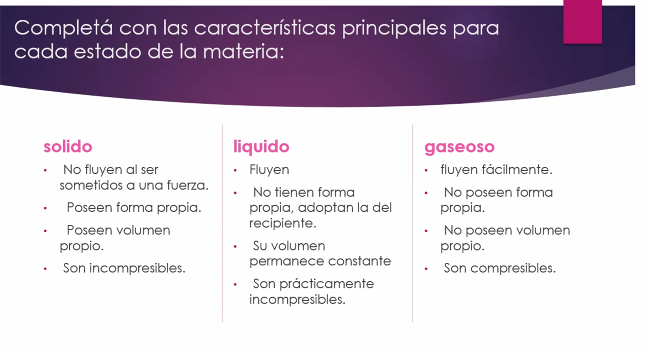 Completá con las características principales para
cada estado de la materia:
solido
• No fluyen al ser
sometidos a una fuerza.
• Poseen forma propia.
• Poseen volumen
propio.
• Son incompresibles.
liquido
• Fluyen
• No tienen forma
propia, adoptan la del
recipiente.
• Su volumen
permanece constante
• Son prácticamente
incompresibles.
gaseoso
• fluyen fácilmente.
• No poseen forma
propia.
• No poseen volumen
propio.
• Son compresibles.